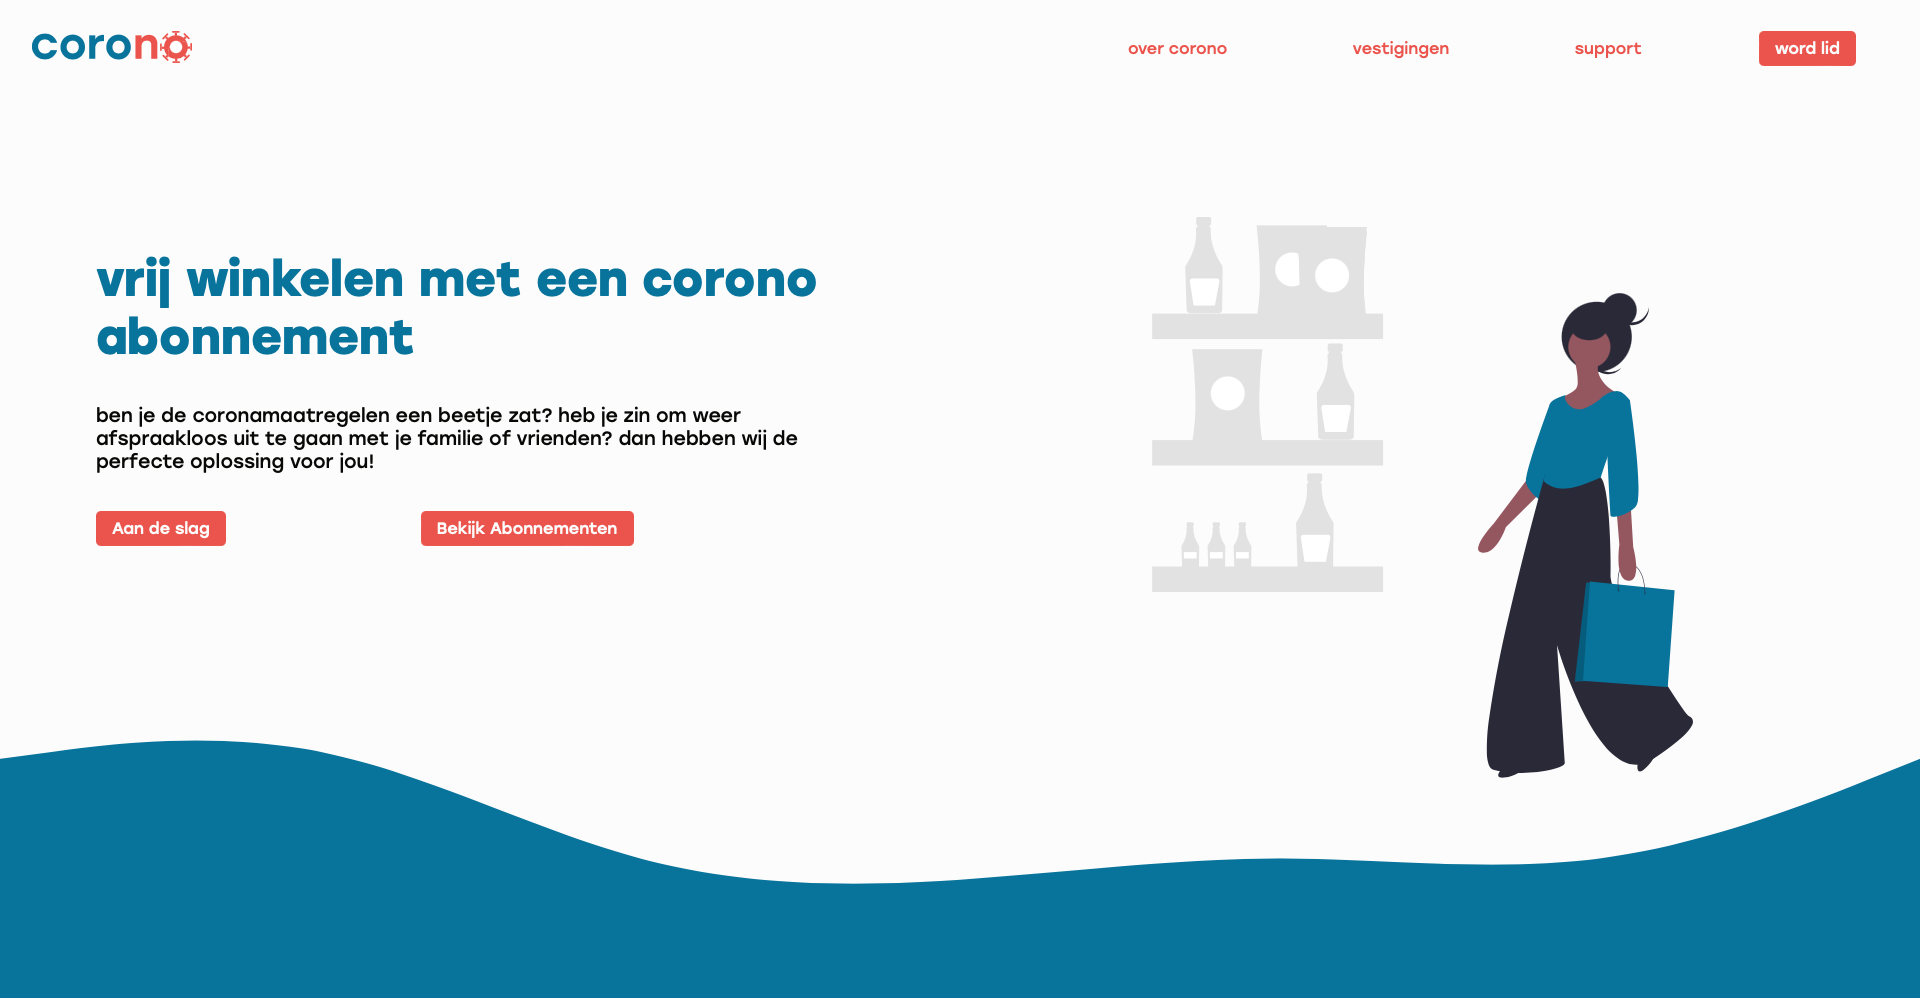 corono
over corono
vestigingen
support
word lid
vrij winkelen met een corono
abonnement
ben je de coronamaatregelen een beetje zat? heb je zin om weer
afspraakloos uit te gaan met je familie of vrienden? dan hebben wij de
perfecte oplossing voor jou!
Aan de slag
Bekijk Abonnementen